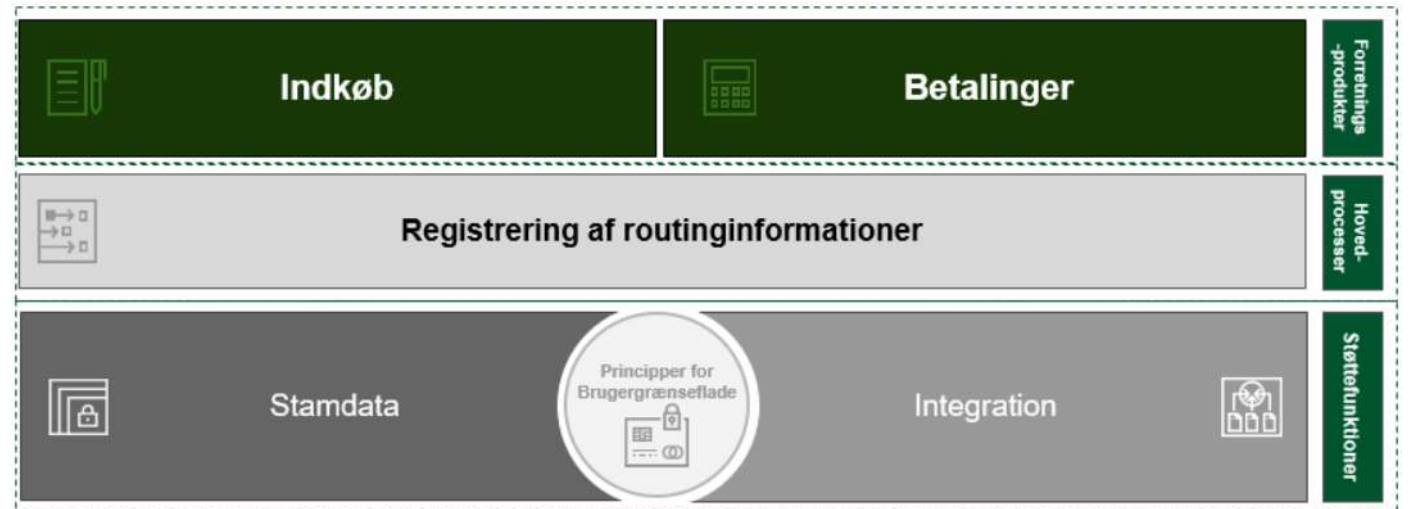 Indkøb
Betalinger
Forretnings
-produkter
Registrering af routinginformationer
Hoved-
processer
Stamdata
Principper for
Brugergrænseflade
Integration
Støttefunktioner